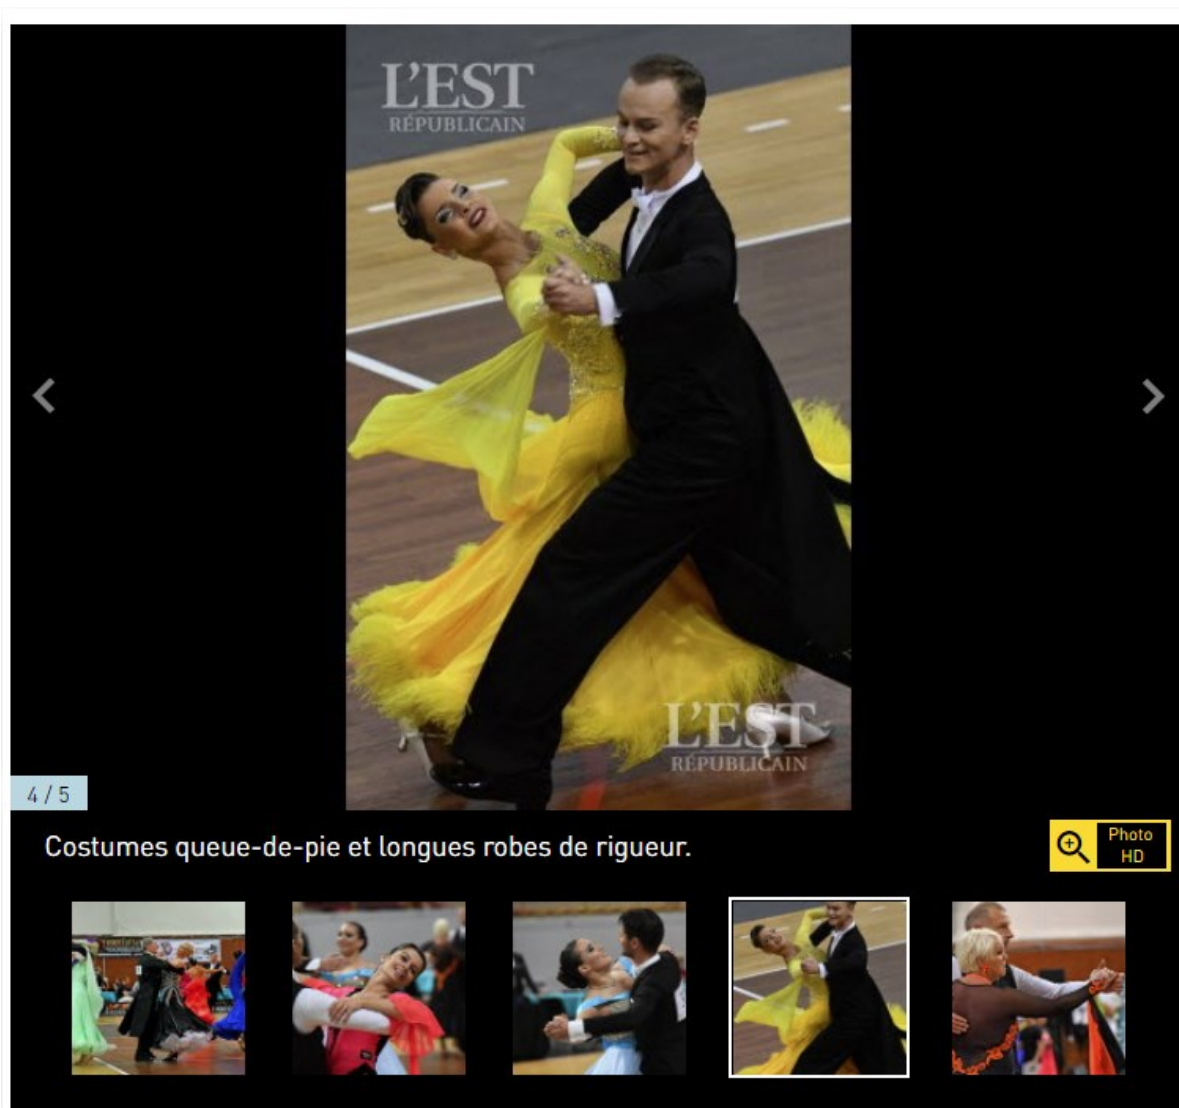 L'EST
RÉPUBLICAIN
L'EST
RÉPUBLICAIN
4 / 5
Costumes queue-de-pie et longues robes de rigueur.
Photo
HD